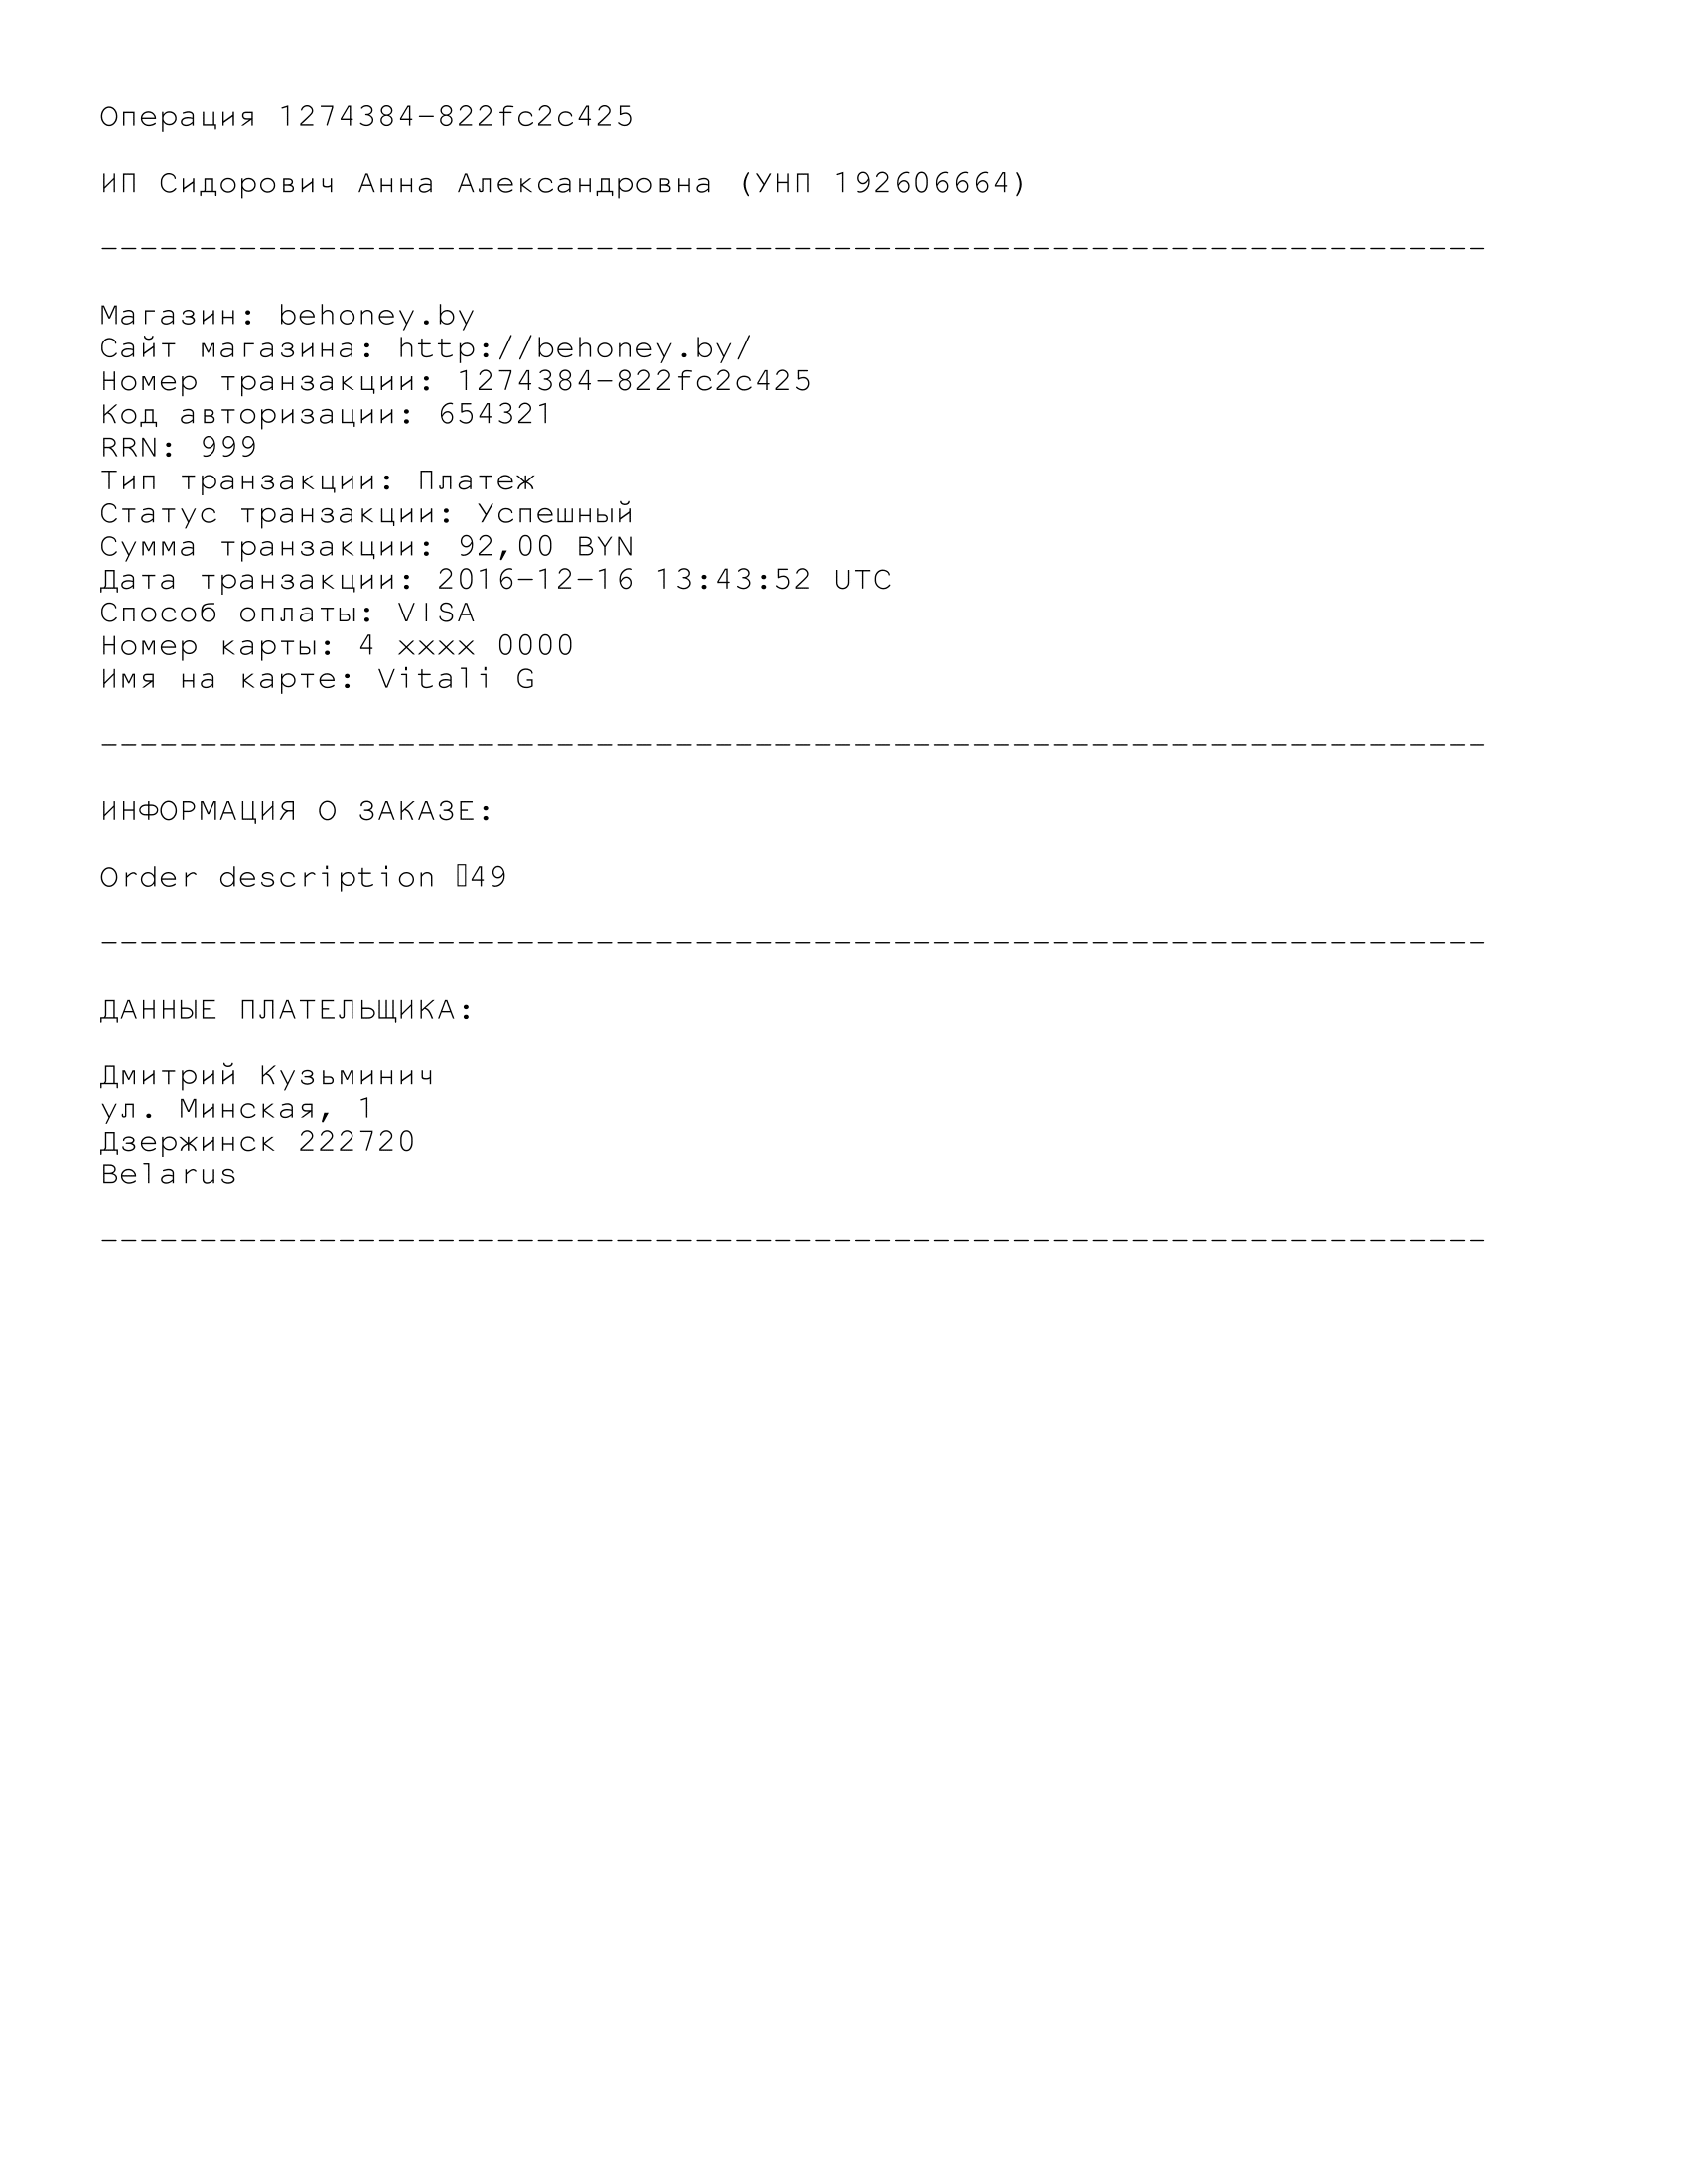 Операция 1274384-822fc2c425
ИП Сидорович Анна Александровна (УНП 192606664)
----------------------------------------------------------------------
Магазин: behoney.by
Сайт магазина: http://behoney.by/
Номер транзакции: 1274384-822fc2c425
Код авторизации: 654321
RRN: 999
Тип транзакции: Платеж
Статус транзакции: Успешный
Сумма транзакции: 92,00 BYN
Дата транзакции: 2016-12-16 13:43:52 UTC
Способ оплаты: VISA
Номер карты: 4 xxxx 0000
Имя на карте: Vitali G
----------------------------------------------------------------------
ИНФОРМАЦИЯ О ЗАКАЗЕ:
Order description ▯49
----------------------------------------------------------------------
ДАННЫЕ ПЛАТЕЛЬЩИКА:
Дмитрий Кузьминич
ул. Минская, 1
Дзержинск 222720
Belarus
----------------------------------------------------------------------